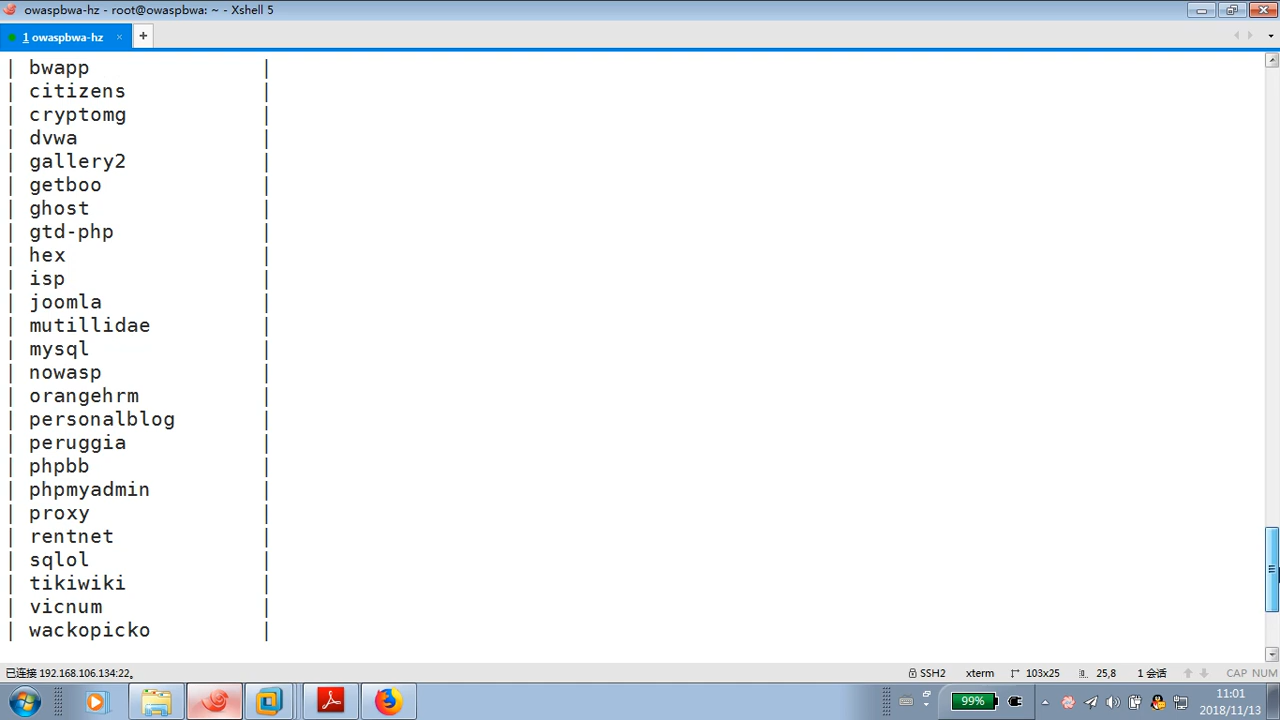 owaspbwa-hz - root@owaspbwa: ~ - Xshell 5
1 owaspbwa-hz × +
| bwapp |
| citizens |
| cryptomg |
| dvwa |
| gallery2 |
| getboo |
| ghost |
| gtd-php |
| hex |
| isp |
| joomla |
| mutillidae |
| mysql |
| nowasp |
| orangehrm |
| personalblog |
| peruggia |
| phpbb |
| phpmyadmin |
| proxy |
| rentnet |
| sqlol |
| tikiwiki |
| vicnum |
| wackopicko |
已连接 192.168.106.134:22。 SSH2 xterm 103x25 25,8 1 会话 CAP NUM
99% 11:01
2018/11/13